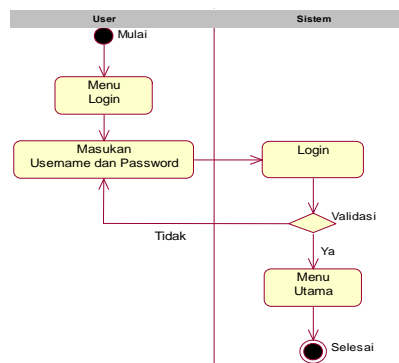 User
Sistem
Mulai
Menu
Login
Masukan
Username dan Password
Login
Validasi
Tidak
Ya
Menu
Utama
Selesai